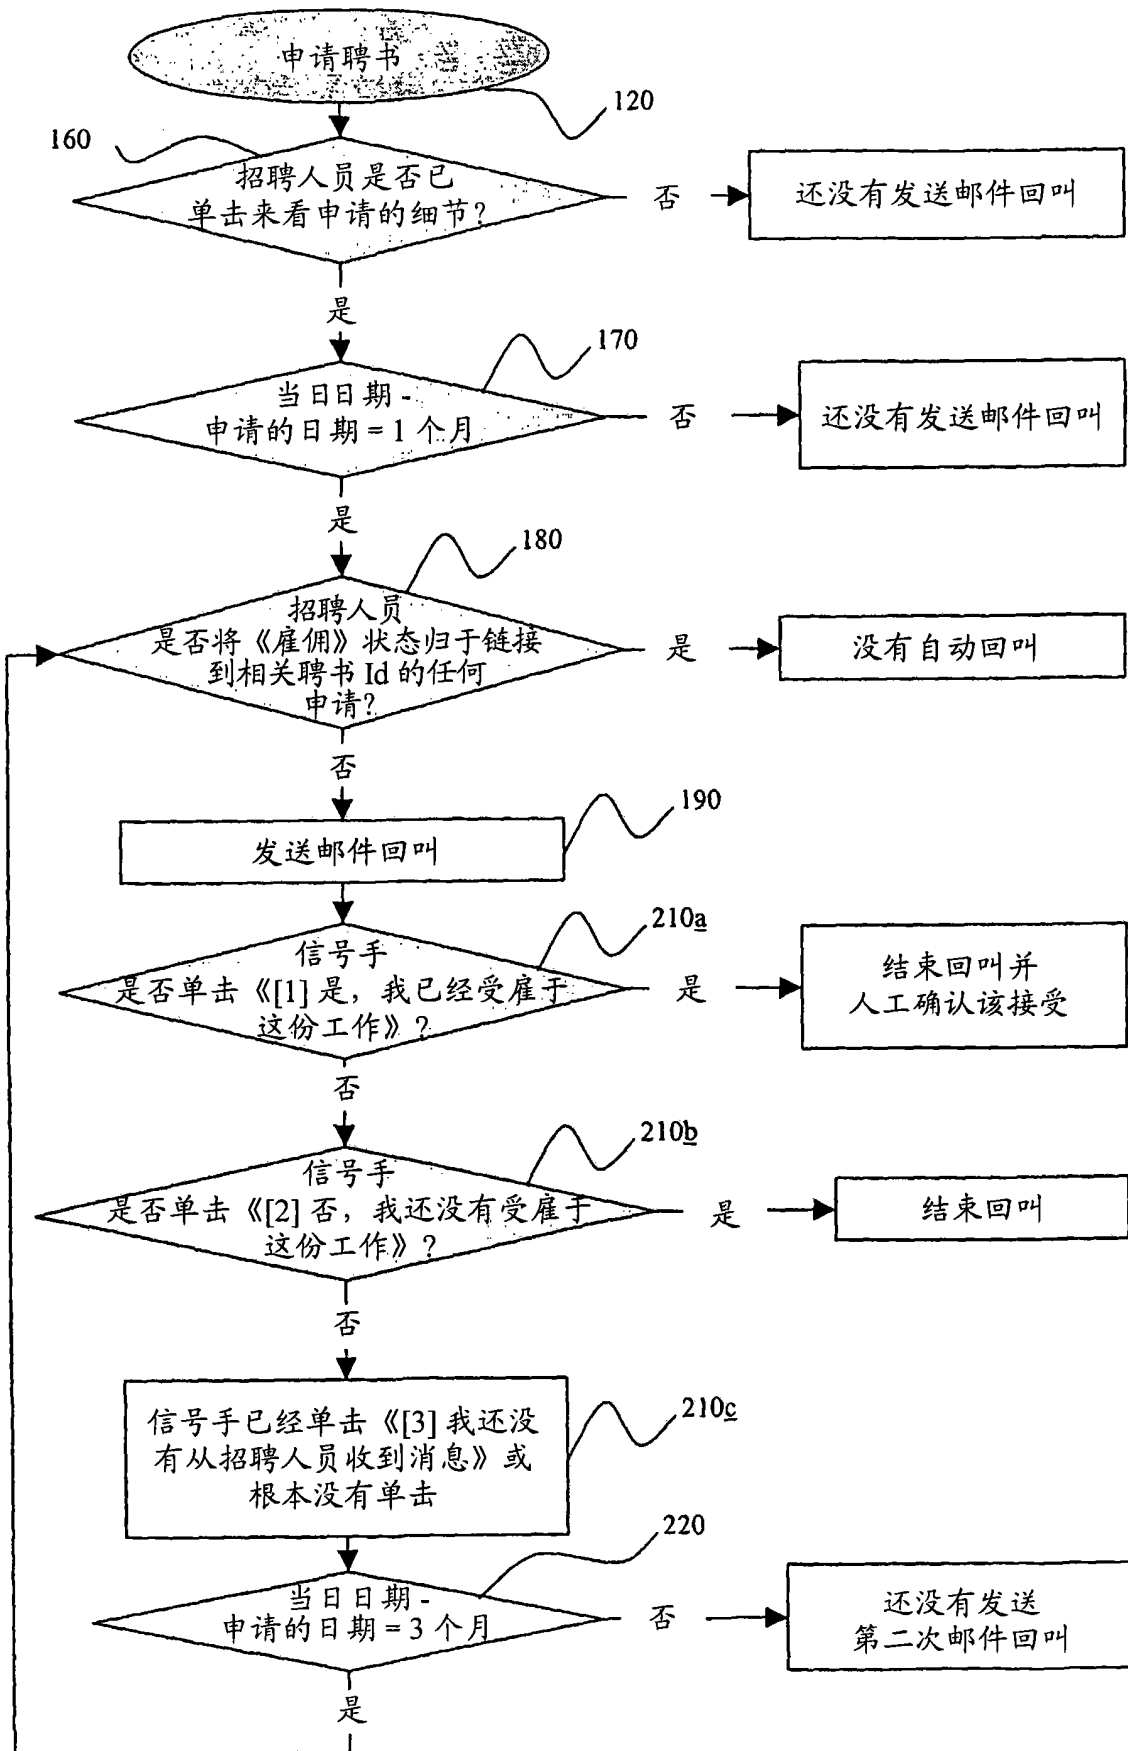 申请聘书
120
160
招聘人员是否已
单击来看申请的细节?
否
还没有发送邮件回叫
是
170
当日日期-
申请的日期=1个月
否
还没有发送邮件回叫
是
180
招聘人员
是否将《雇佣》状态归于链接
到相关聘书 Id 的任何
申请?
是
没有自动回叫
否
190
发送邮件回叫
210a
信号手
是否单击《[1] 是，我已经受雇于
这份工作》?
是
结束回叫并
人工确认该接受
否
210b
信号手
是否单击《[2] 否，我还没有受雇于
这份工作》?
是
结束回叫
否
210c
信号手已经单击《[3] 我还没
有从招聘人员收到消息》或
根本没有单击
220
当日日期-
申请的日期=3个月
否
还没有发送
第二次邮件回叫
是